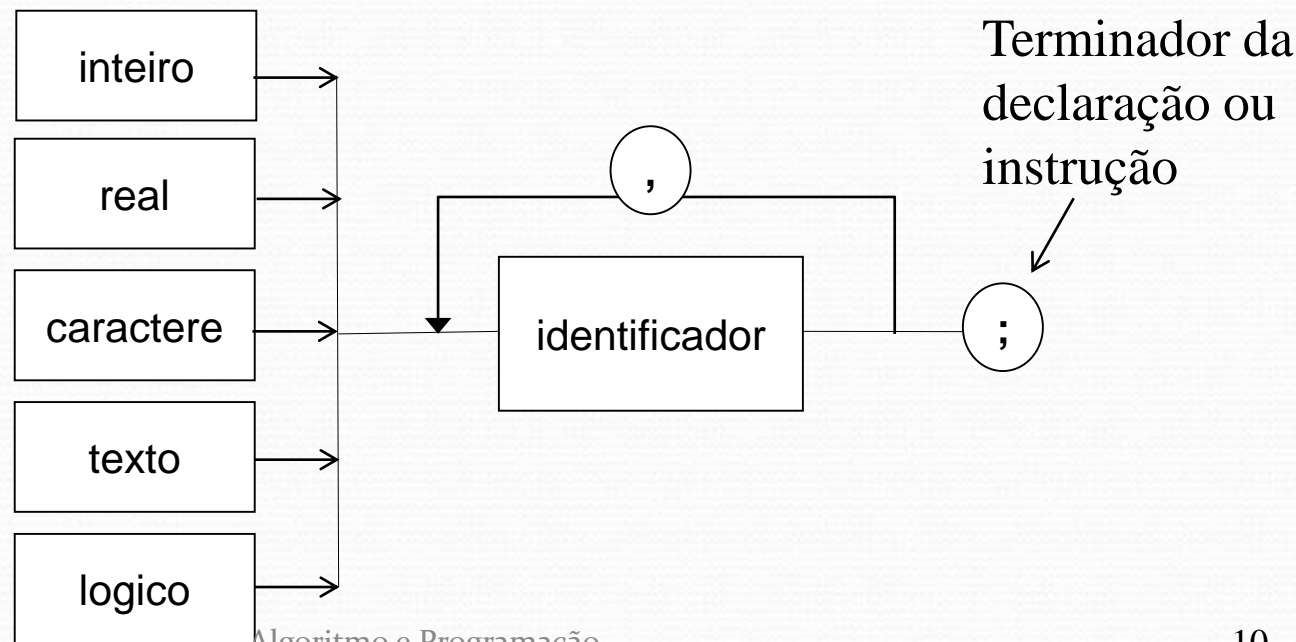 inteiro
real
caractere
texto
logico
,
identificador
;
Terminador da
declaração ou
instrução
Algoritmo e Programação
10